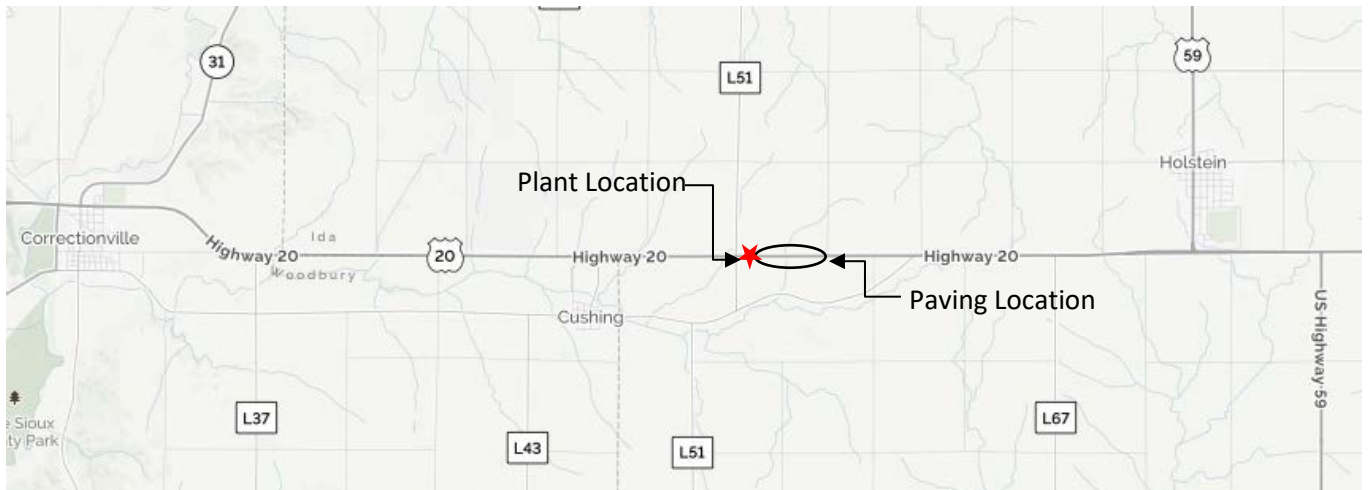 31
L51
59
Holstein
Plant Location
Correctionville
Highway 20
Ida
Woodbury
20
Highway 20
Highway 20
Paving Location
Cushing
US Highway 59
L37
L43
L51
L67
Sioux
ty Park